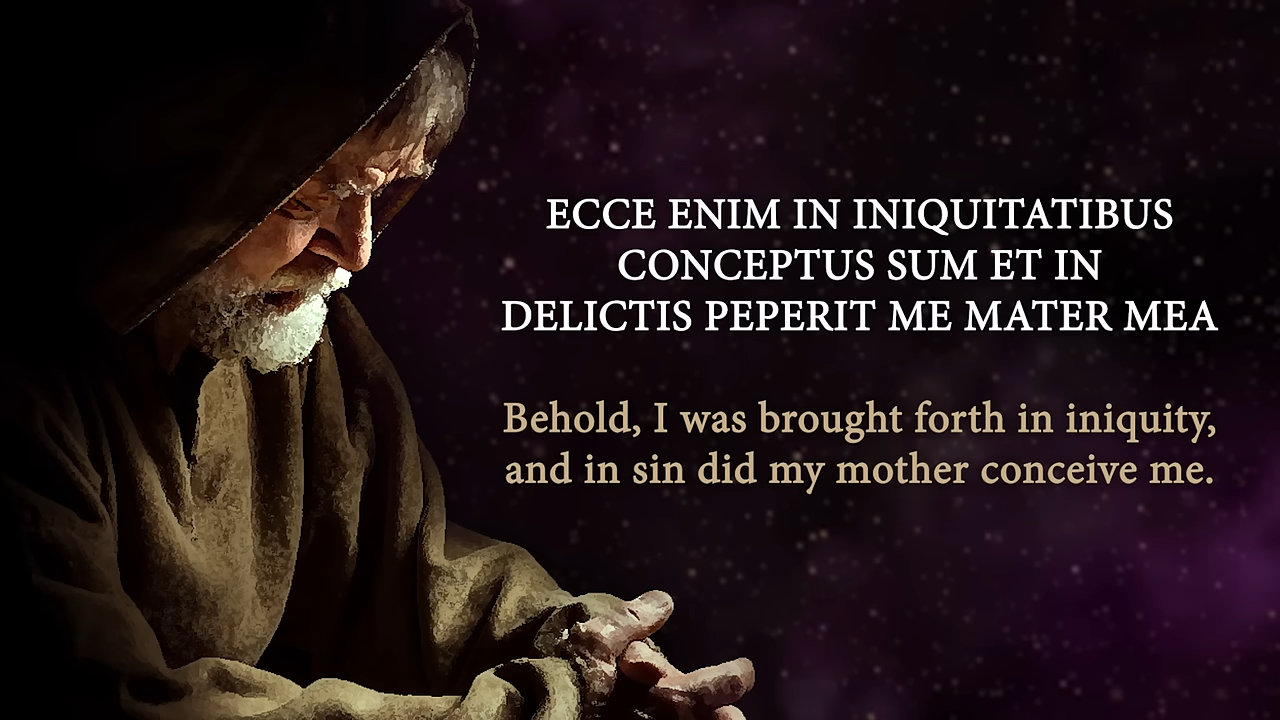 ECCE ENIM IN INIQUITATIBUS
CONCEPTUS SUM ET IN
DELICTIS PEPERIT ME MATER MEA
Behold, I was brought forth in iniquity,
and in sin did my mother conceive me.